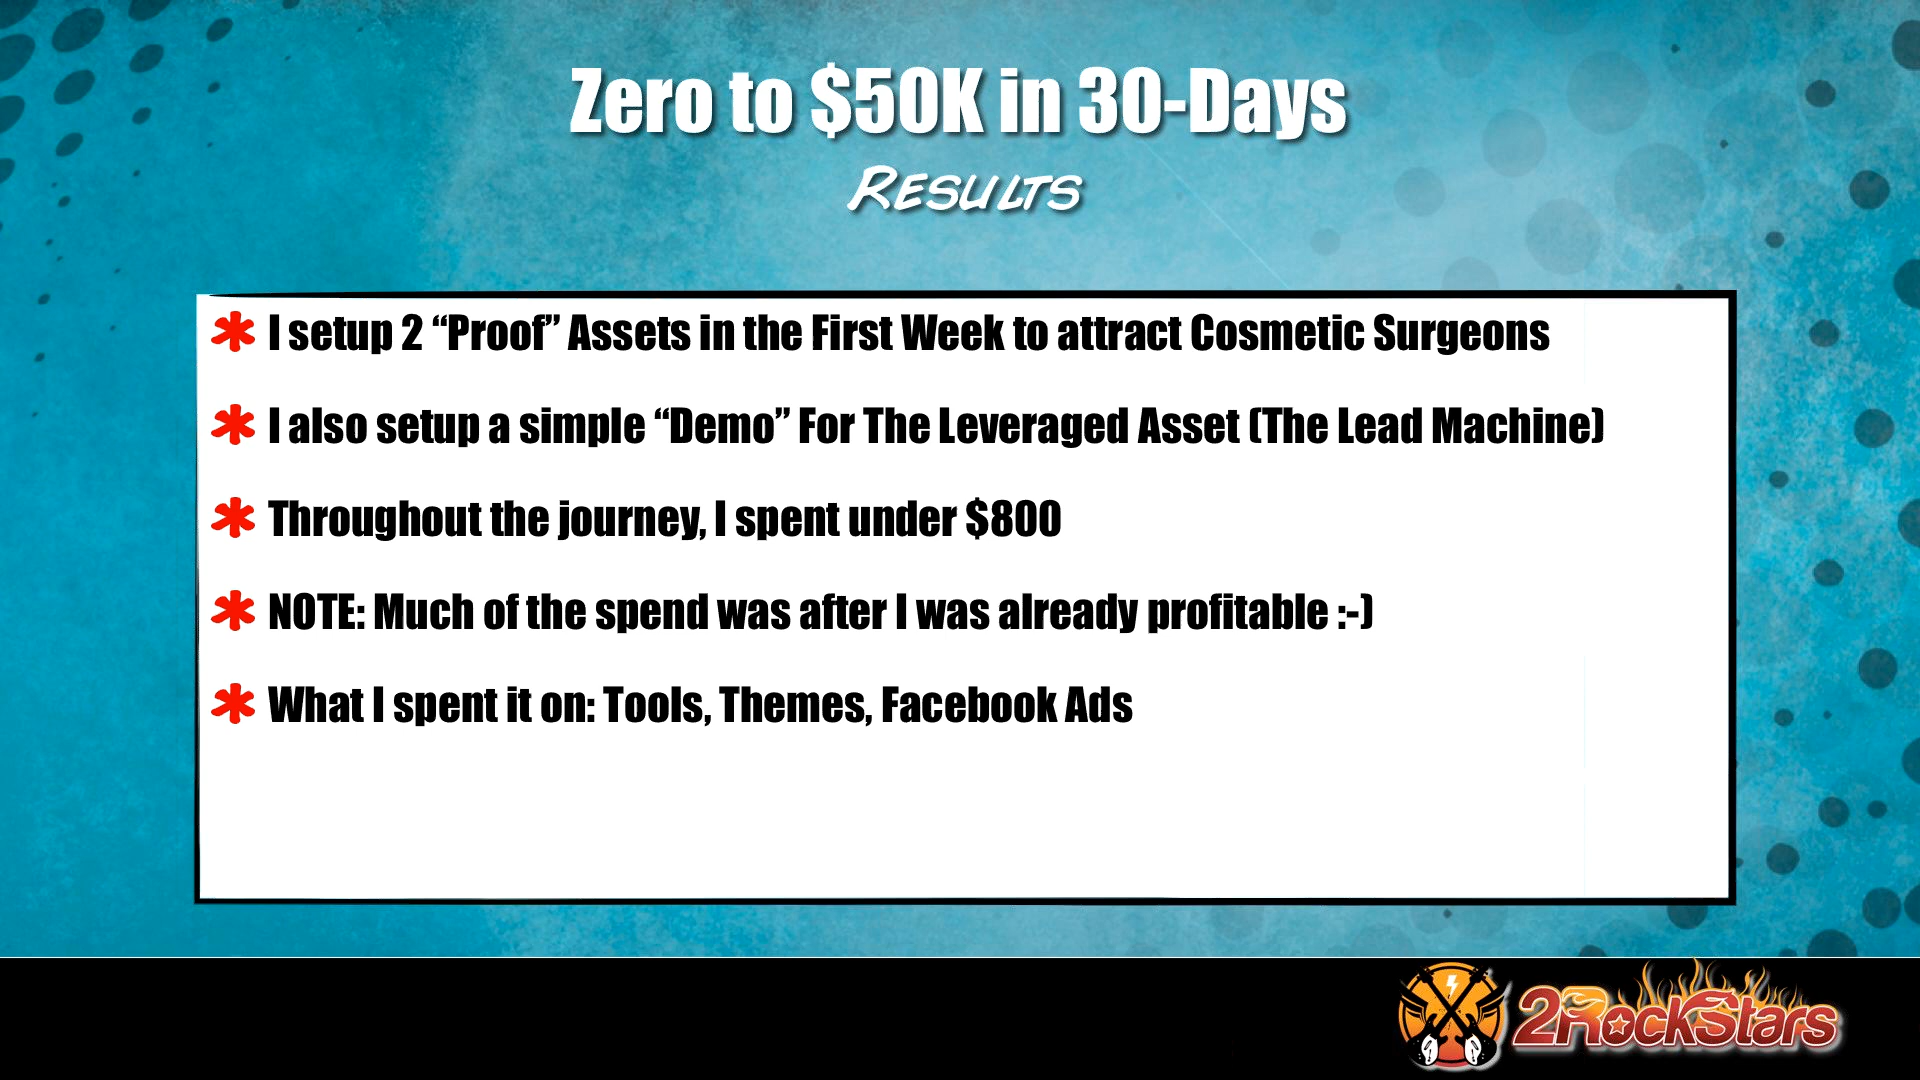 Zero to $50K in 30-Days
Results
* I setup 2 “Proof” Assets in the First Week to attract Cosmetic Surgeons
* I also setup a simple “Demo” For The Leveraged Asset (The Lead Machine)
* Throughout the journey, I spent under $800
* NOTE: Much of the spend was after I was already profitable :-)
* What I spent it on: Tools, Themes, Facebook Ads
2RockStars